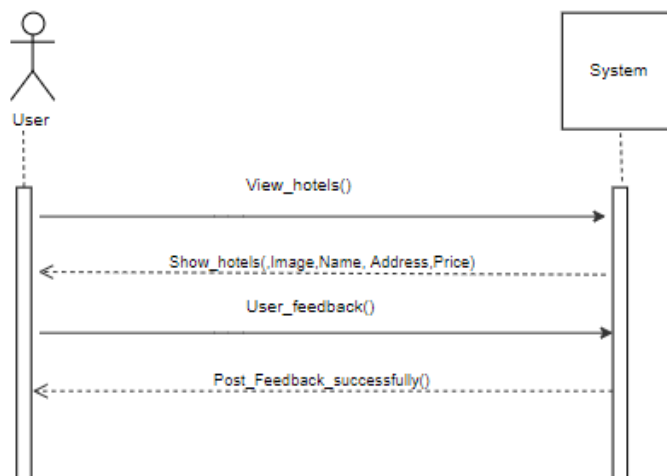 User
System
View_hotels()
Show_hotels(,Image,Name, Address,Price)
User_feedback()
Post_Feedback_successfully()